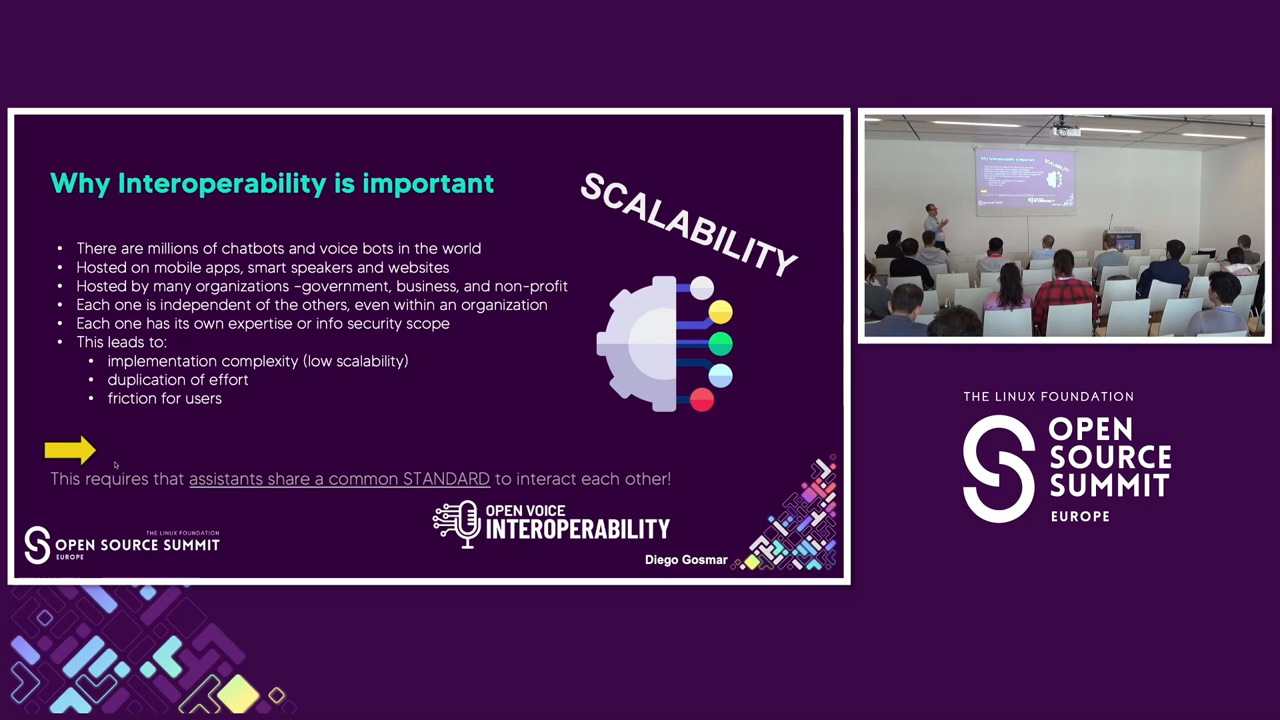 Why Interoperability is important
SCALABILITY
• There are millions of chatbots and voice bots in the world
• Hosted on mobile apps, smart speakers and websites
• Hosted by many organizations -government, business, and non-profit
• Each one is independent of the others, even within an organization
• Each one has its own expertise or info security scope
• This leads to:
• implementation complexity (low scalability)
• duplication of effort
• friction for users
This requires that assistants share a common STANDARD to interact each other!
THE LINUX FOUNDATION
OPEN SOURCE SUMMIT
EUROPE
OPEN VOICE
INTEROPERABILITY
Diego Gosmar
Why Interoperability is important
SCALABILITY
THE LINUX FOUNDATION
OPEN
SOURCE
SUMMIT
EUROPE